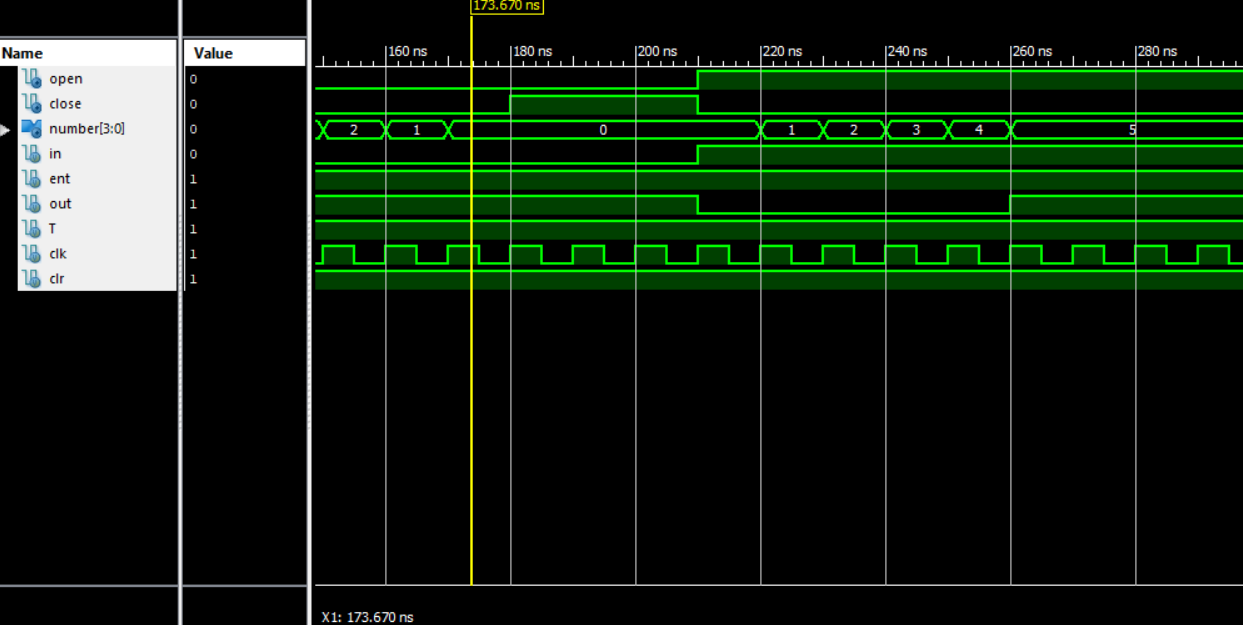 173.670 ns
Name Value
160 ns 180 ns 200 ns 220 ns 240 ns 260 ns 280 ns
open 0
close 0
number[3:0] 0 2 1 0 1 2 3 4 5
in 0
ent 1
out 1
T 1
clk 1
clr 1
X1: 173.670 ns